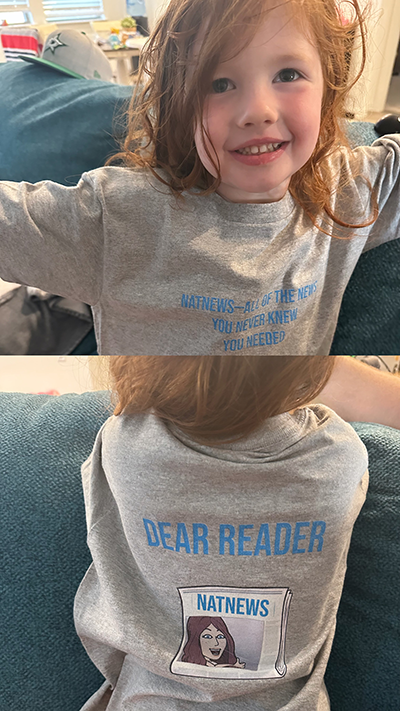 NATNEWS—ALL OF THE NEWS
YOU NEVER KNEW
YOU NEEDED
DEAR READER
NATNEWS